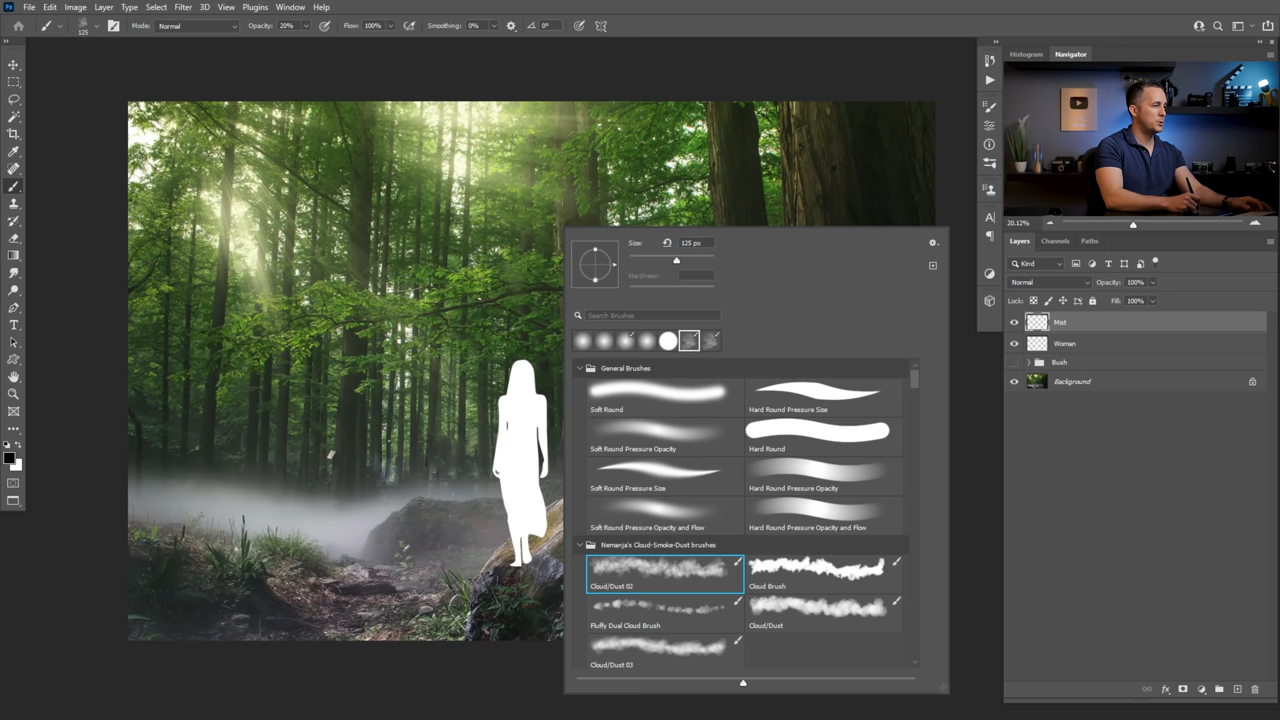 Ps File Edit Image Layer Type Select Filter 3D View Plugins Window Help
125 Mode: Normal Opacity: 20% Flow: 100% Smoothing: 0% 0°
Histogram Navigator
20.12%
Layers Channels Paths
Kind
Normal Opacity: 100%
Lock: Fill: 100%
Mist
Woman
Bush
Background
Size: 125 px
Hardness:
Search Brushes
General Brushes
Soft Round Hard Round Pressure Size
Soft Round Pressure Opacity Hard Round
Soft Round Pressure Size Hard Round Pressure Opacity
Soft Round Pressure Opacity and Flow Hard Round Pressure Opacity and Flow
Nemanja's Cloud-Smoke-Dust brushes
Cloud/Dust 02 Cloud Brush
Fluffy Dual Cloud Brush Cloud/Dust
Cloud/Dust 03